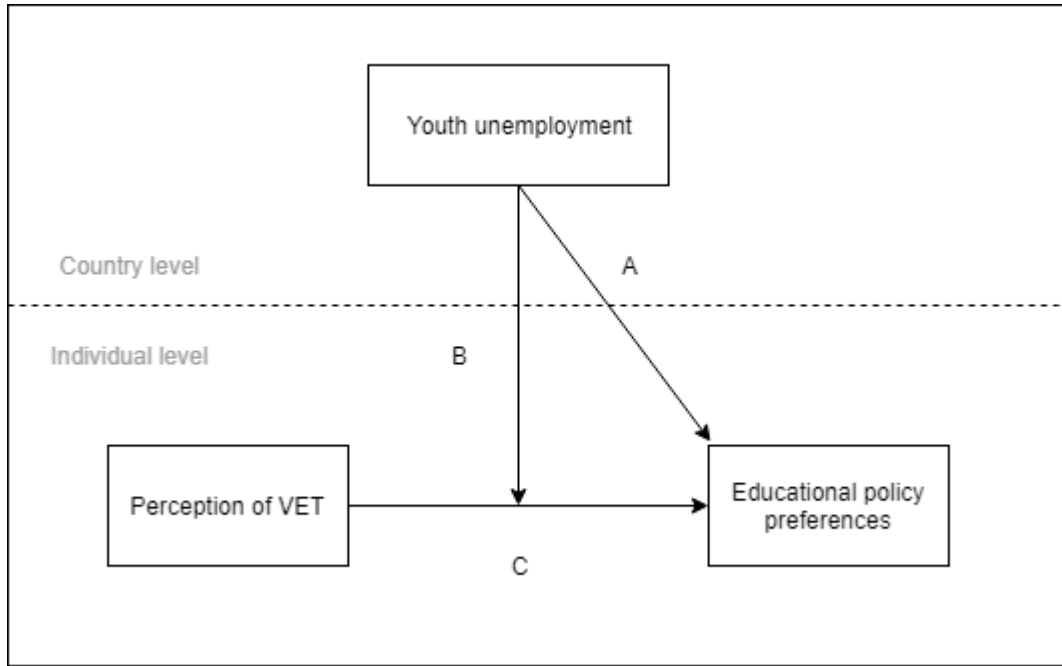 Youth unemployment
Country level
A
Individual level
B
Perception of VET
Educational policy
preferences
C